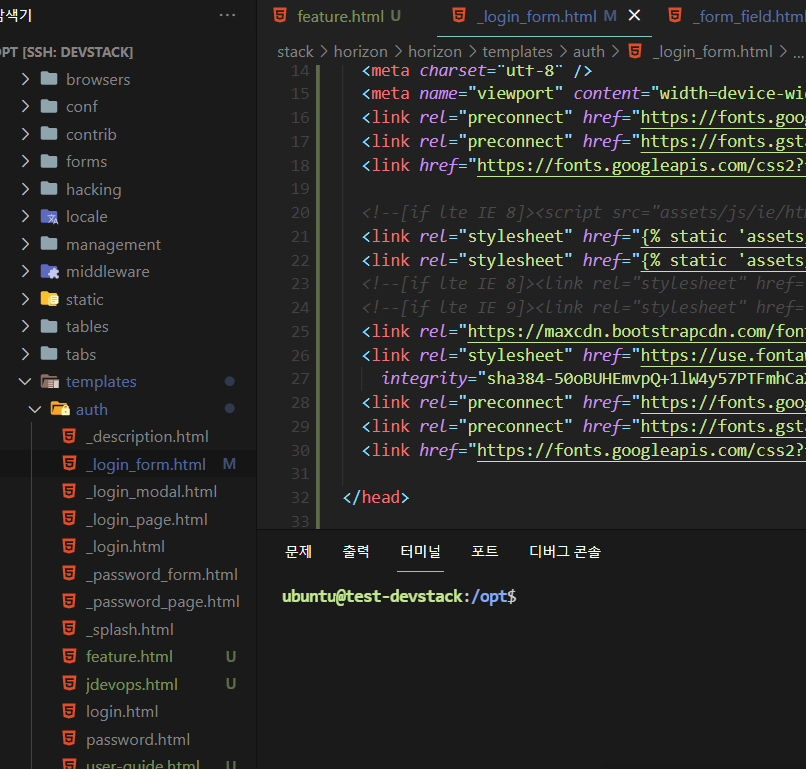 탐색기 ...
OPT [SSH: DEVSTACK]
browsers
conf
contrib
forms
hacking
locale
management
middleware
static
tables
tabs
templates
auth
_description.html
_login_form.html M
_login_modal.html
_login_page.html
_login.html
_password_form.html
_password_page.html
_splash.html
feature.html U
jdevops.html U
login.html
password.html
user-guide.html U
feature.html U _login_form.html M × _form_field.html
stack > horizon > horizon > templates > auth > _login_form.html > ...
14 <meta charset="utf-8" />
15 <meta name="viewport" content="width=device-wi
16 <link rel="preconnect" href="https://fonts.goo
17 <link rel="preconnect" href="https://fonts.gst
18 <link href="https://fonts.googleapis.com/css2?
19
20 <!--[if lte IE 8]><script src="assets/js/ie/ht
21 <link rel="stylesheet" href="{% static 'assets
22 <link rel="stylesheet" href="{% static 'assets
23 <!--[if lte IE 8]><link rel="stylesheet" href=
24 <!--[if lte IE 9]><link rel="stylesheet" href=
25 <link rel="https://maxcdn.bootstrapcdn.com/fon
26 <link rel="stylesheet" href="https://use.fonta
27 integrity="sha384-50oBUHEmvpQ+1lW4y57PTFmhCa
28 <link rel="preconnect" href="https://fonts.goo
29 <link rel="preconnect" href="https://fonts.gst
30 <link href="https://fonts.googleapis.com/css2?
31
32 </head>
33
문제 출력 터미널 포트 디버그 콘솔
ubuntu@test-devstack:/opt$